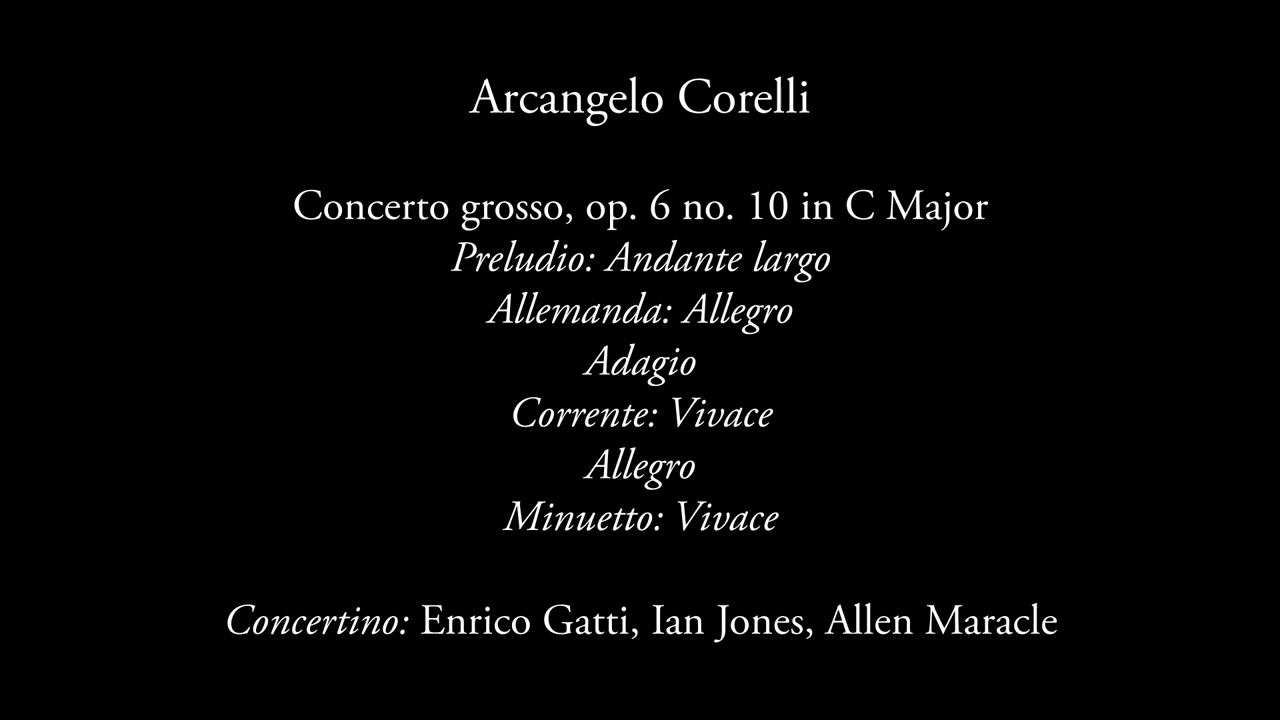 Arcangelo Corelli
Concerto grosso, op. 6 no. 10 in C Major
Preludio: Andante largo
Allemanda: Allegro
Adagio
Corrente: Vivace
Allegro
Minuetto: Vivace
Concertino: Enrico Gatti, Ian Jones, Allen Maracle